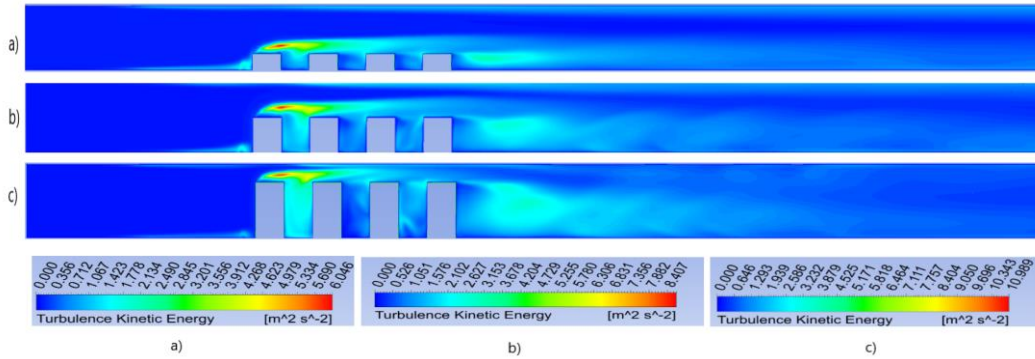 a)
b)
c)
0.000 0.356 0.712 1.067 1.423 1.778 2.134 2.490 2.845 3.201 3.556 3.912 4.268 4.623 4.979 5.334 5.690 6.046
Turbulence Kinetic Energy [m^2 s^-2]
a)
0.000 0.526 1.051 1.576 2.102 2.627 3.153 3.678 4.204 4.729 5.255 5.780 6.306 6.831 7.356 7.882 8.407
Turbulence Kinetic Energy [m^2 s^-2]
b)
0.000 0.646 1.293 1.939 2.586 3.232 3.879 4.525 5.171 5.818 6.464 7.111 7.757 8.404 9.050 9.696 10.343 10.989
Turbulence Kinetic Energy [m^2 s^-2]
c)